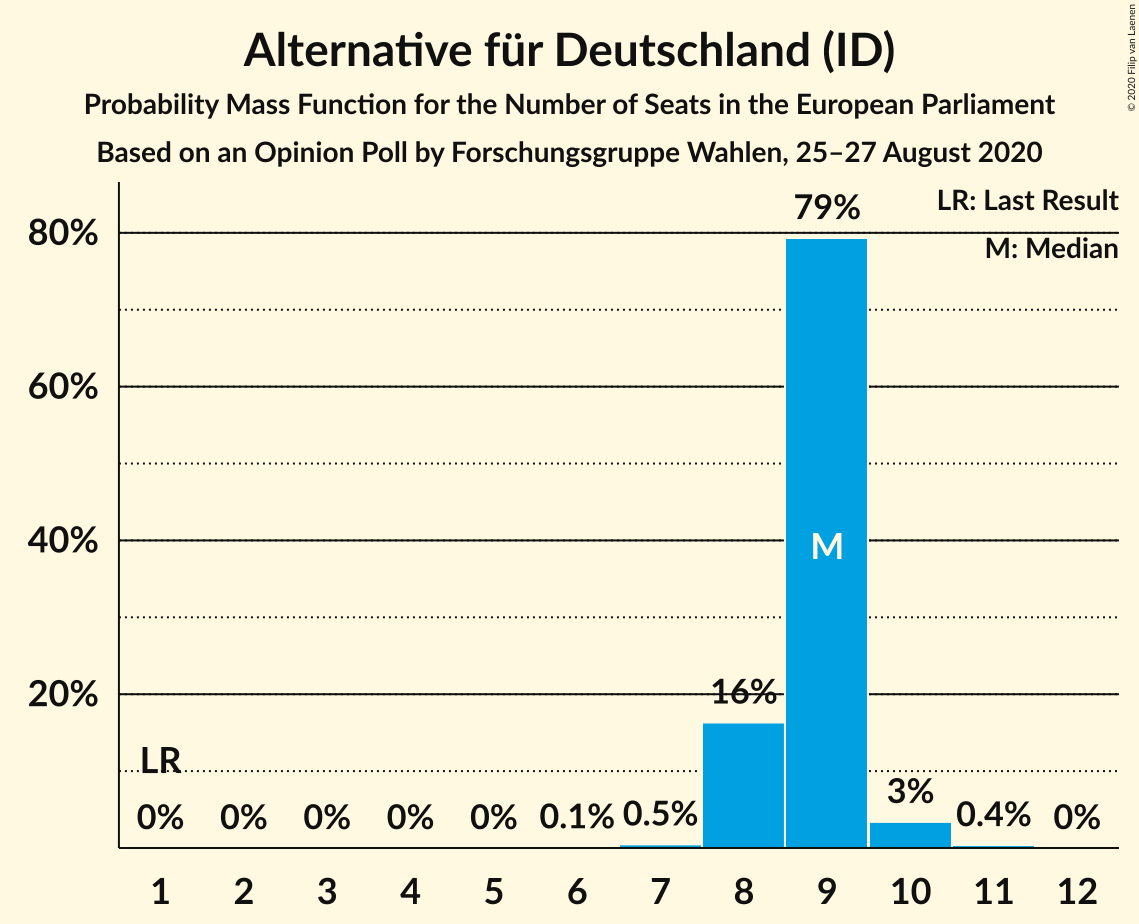 Alternative für Deutschland (ID)
Probability Mass Function for the Number of Seats in the European Parliament
Based on an Opinion Poll by Forschungsgruppe Wahlen, 25–27 August 2020
© 2020 Filip van Laenen
LR: Last Result
M: Median
80%
60%
40%
20%
79%
M
16%
LR
0% 0% 0% 0% 0% 0.1% 0.5% 3% 0.4% 0%
1 2 3 4 5 6 7 8 9 10 11 12